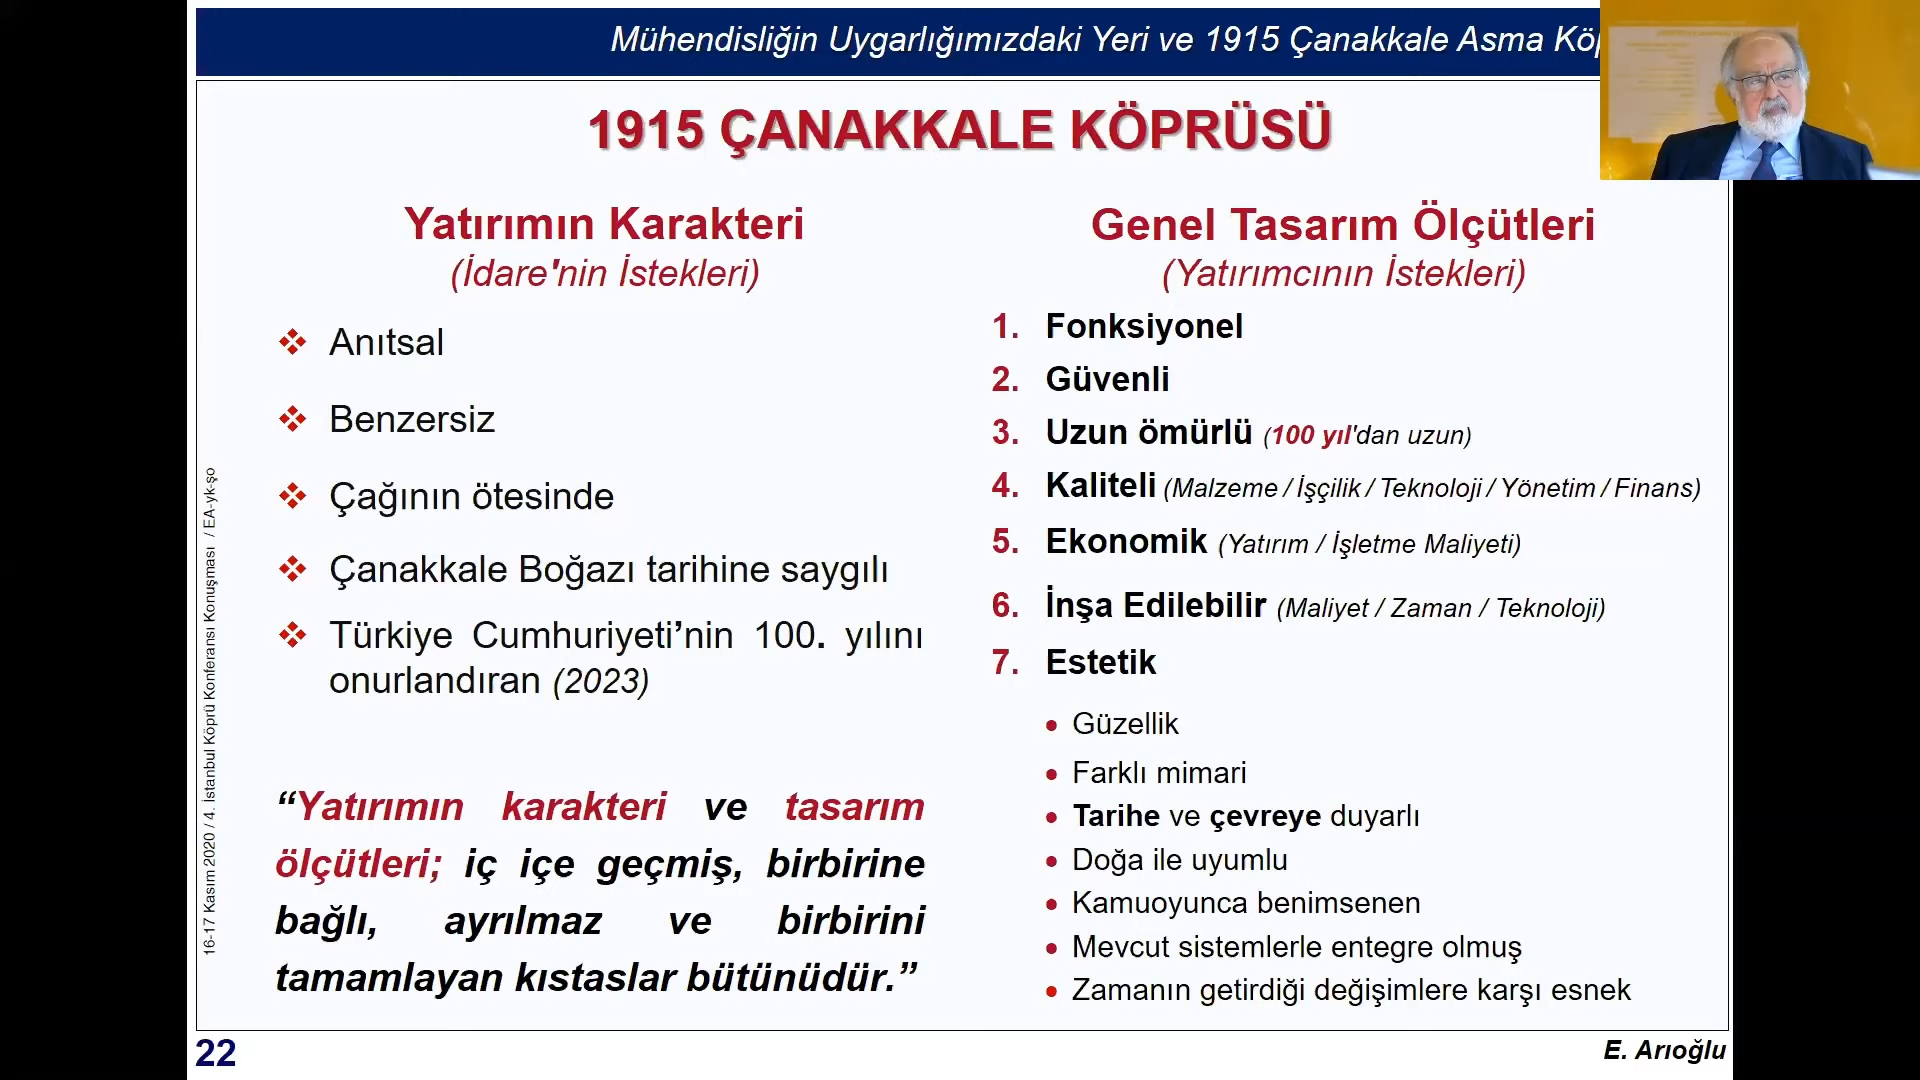 Mühendisliğin Uygarlığımızdaki Yeri ve 1915 Çanakkale Asma
1915 ÇANAKKALE KÖPRÜSÜ
Yatırımın Karakteri
(İdare'nin İstekleri)
❖ Anıtsal
❖ Benzersiz
❖ Çağının ötesinde
❖ Çanakkale Boğazı tarihine saygılı
❖ Türkiye Cumhuriyeti’nin 100. yılını
onurlandıran (2023)
“Yatırımın karakteri ve tasarım
ölçütleri; iç içe geçmiş, birbirine
bağlı, ayrılmaz ve birbirini
tamamlayan kıstaslar bütünüdür.”
Genel Tasarım Ölçütleri
(Yatırımcının İstekleri)
1. Fonksiyonel
2. Güvenli
3. Uzun ömürlü (100 yıl'dan uzun)
4. Kaliteli (Malzeme / İşçilik / Teknoloji / Yönetim / Finans)
5. Ekonomik (Yatırım / İşletme Maliyeti)
6. İnşa Edilebilir (Maliyet / Zaman / Teknoloji)
7. Estetik
• Güzellik
• Farklı mimari
• Tarihe ve çevreye duyarlı
• Doğa ile uyumlu
• Kamuoyunca benimsenen
• Mevcut sistemlerle entegre olmuş
• Zamanın getirdiği değişimlere karşı esnek
16-17 Kasım 2020 / 4. İstanbul Köprü Konferansı Konuşması / EA-yk-şo
22
E. Arıoğlu